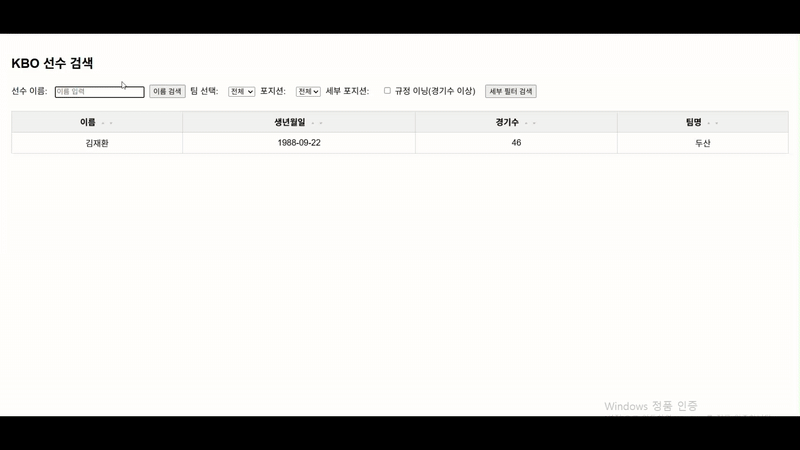 KBO 선수 검색
선수 이름: 이름 입력 이름 검색 팀 선택: 전체 포지션: 전체 세부 포지션: 규정 이닝(경기수 이상) 세부 필터 검색
이름 생년월일 경기수 팀명
김재환 1988-09-22 46 두산
Windows 정품 인증